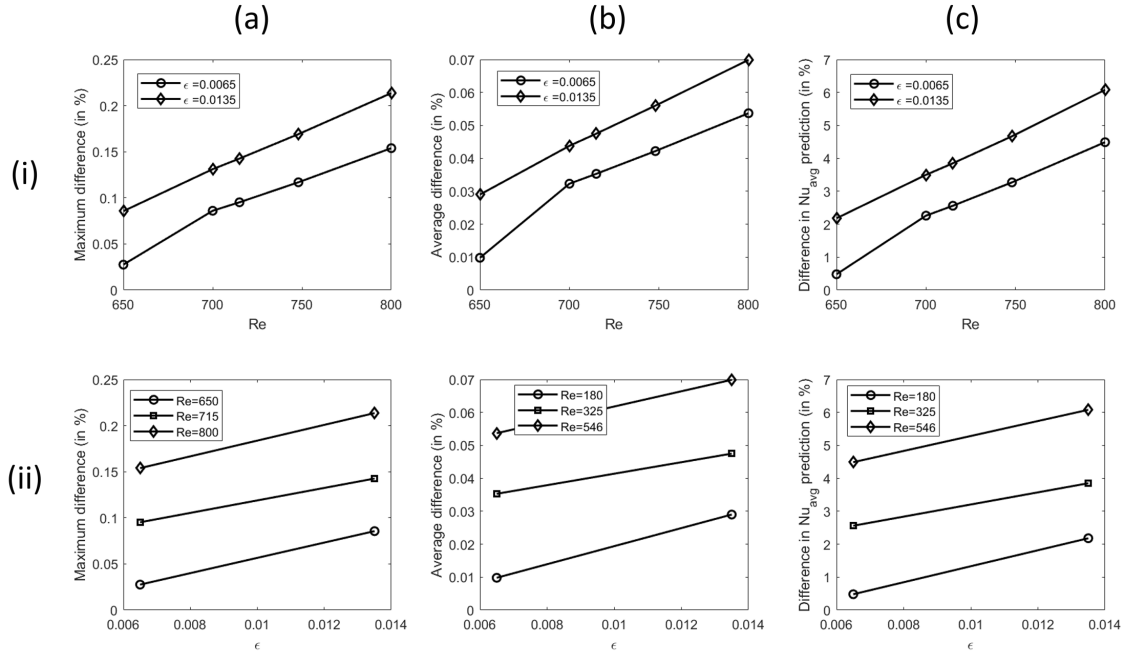 (a)
(b)
(c)
(i)
Maximum difference (in %)
0.25
0.2
0.15
0.1
0.05
0
ϵ =0.0065
ϵ =0.0135
650
700
750
800
Re
Average difference (in %)
0.07
0.06
0.05
0.04
0.03
0.02
0.01
0
ϵ =0.0065
ϵ =0.0135
650
700
750
800
Re
Difference in Nu_avg prediction (in %)
7
6
5
4
3
2
1
0
ϵ =0.0065
ϵ =0.0135
650
700
750
800
Re
(ii)
Maximum difference (in %)
0.25
0.2
0.15
0.1
0.05
0
Re=650
Re=715
Re=800
0.006
0.008
0.01
0.012
0.014
ϵ
Average difference (in %)
0.07
0.06
0.05
0.04
0.03
0.02
0.01
0
Re=180
Re=325
Re=546
0.006
0.008
0.01
0.012
0.014
ϵ
Difference in Nu_avg prediction (in %)
7
6
5
4
3
2
1
0
Re=180
Re=325
Re=546
0.006
0.008
0.01
0.012
0.014
ϵ